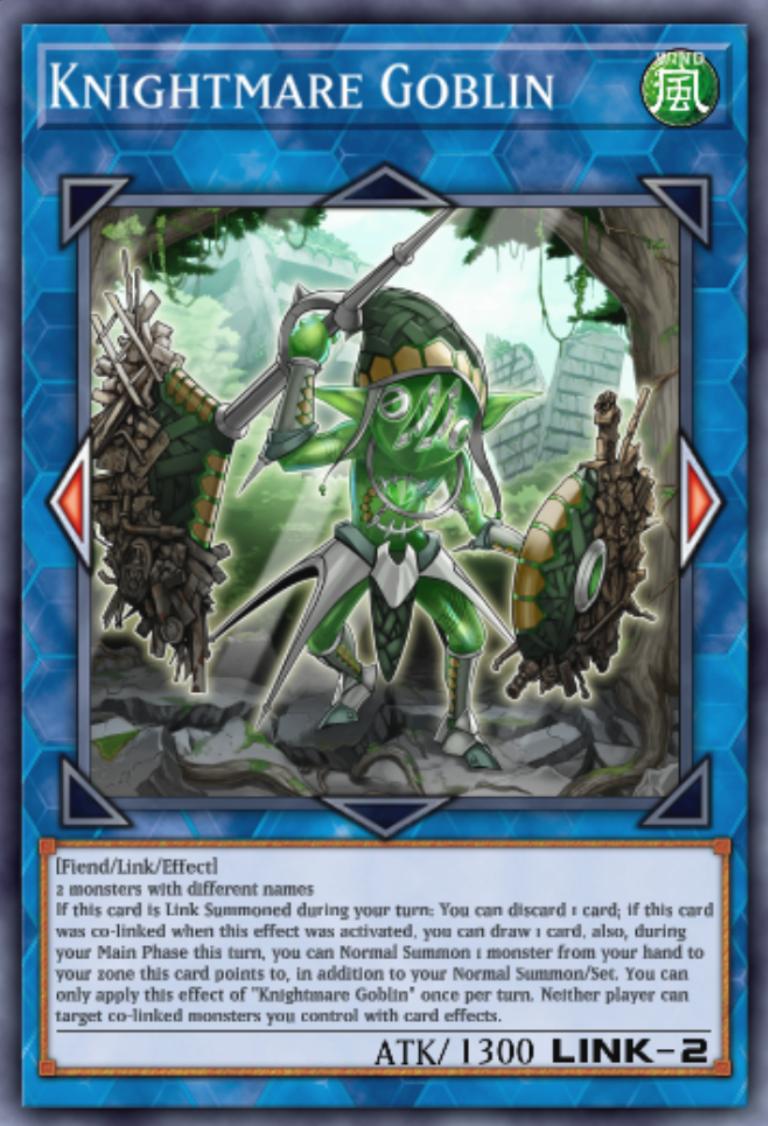 KNIGHTMARE GOBLIN
WIND
風
[Fiend/Link/Effect]
2 monsters with different names
If this card is Link Summoned during your turn: You can discard 1 card; if this card
was co-linked when this effect was activated, you can draw 1 card, also, during
your Main Phase this turn, you can Normal Summon 1 monster from your hand to
your zone this card points to, in addition to your Normal Summon/Set. You can
only apply this effect of "Knightmare Goblin" once per turn. Neither player can
target co-linked monsters you control with card effects.
ATK/ 1300 LINK-2